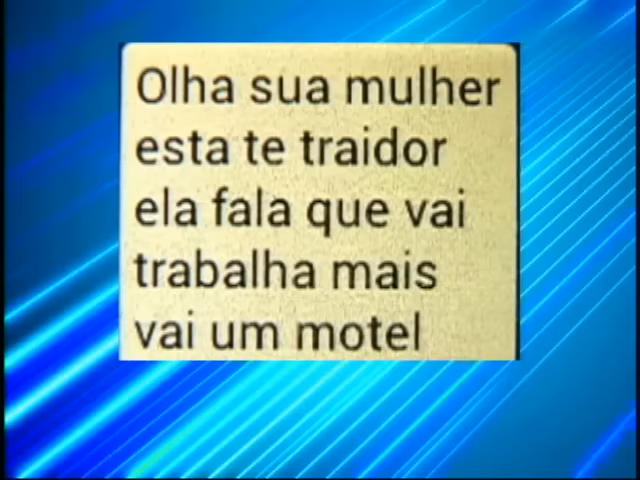 Olha sua mulher
esta te traidor
ela fala que vai
trabalha mais
vai um motel